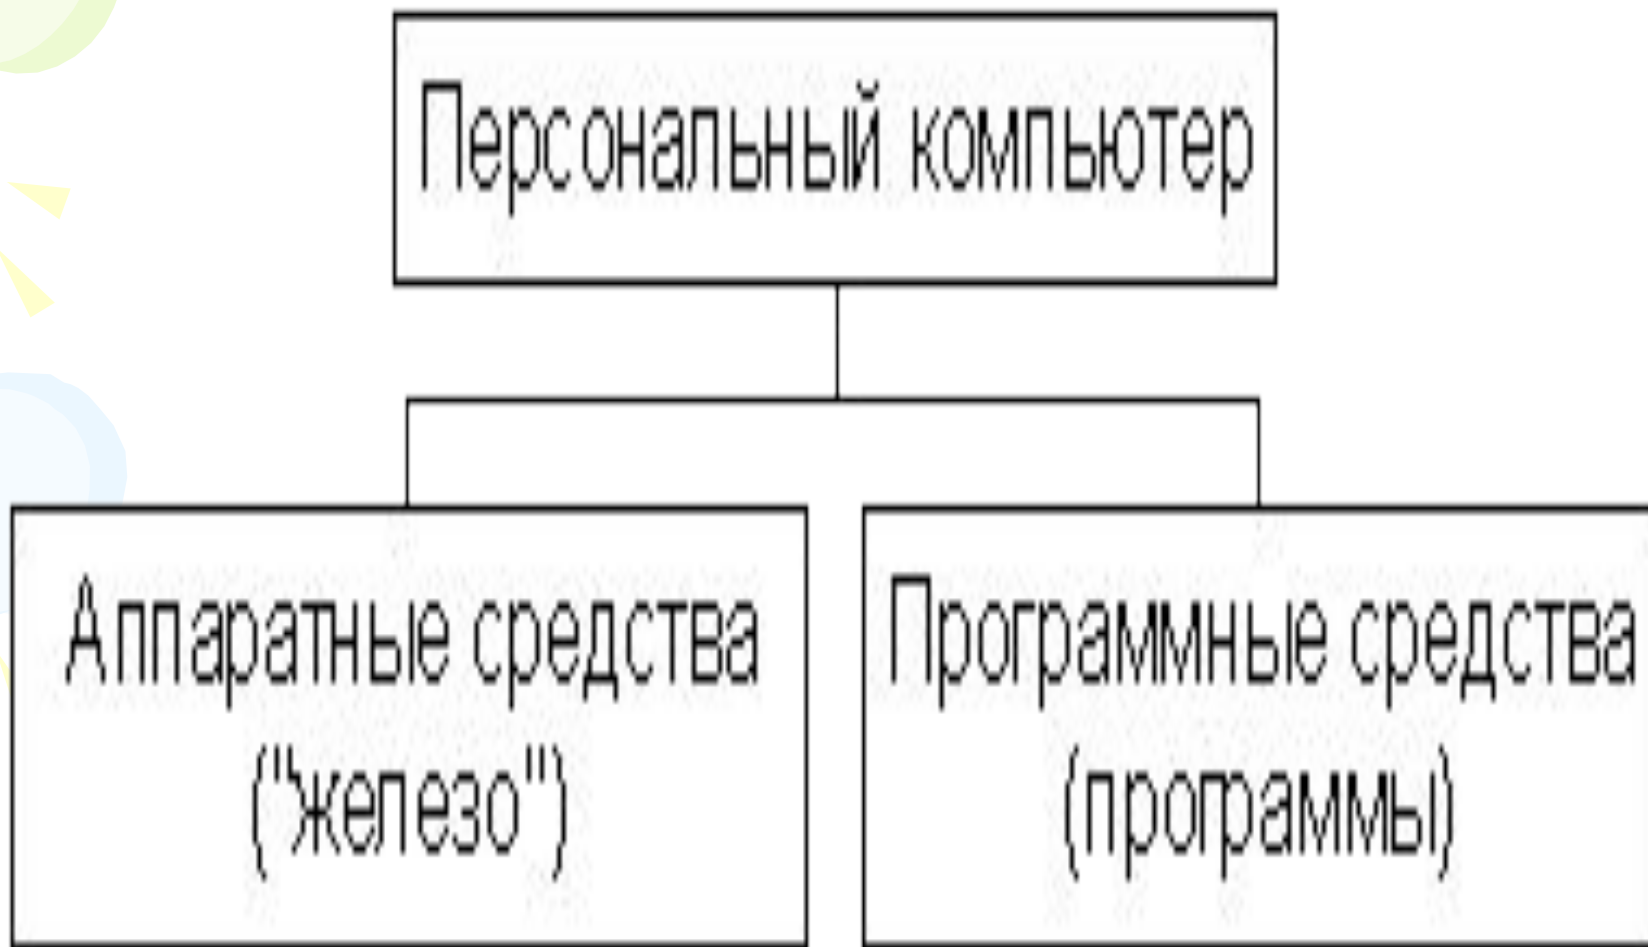 Персональный компьютер
Аппаратные средства
("железо")
Программные средства
(программы)